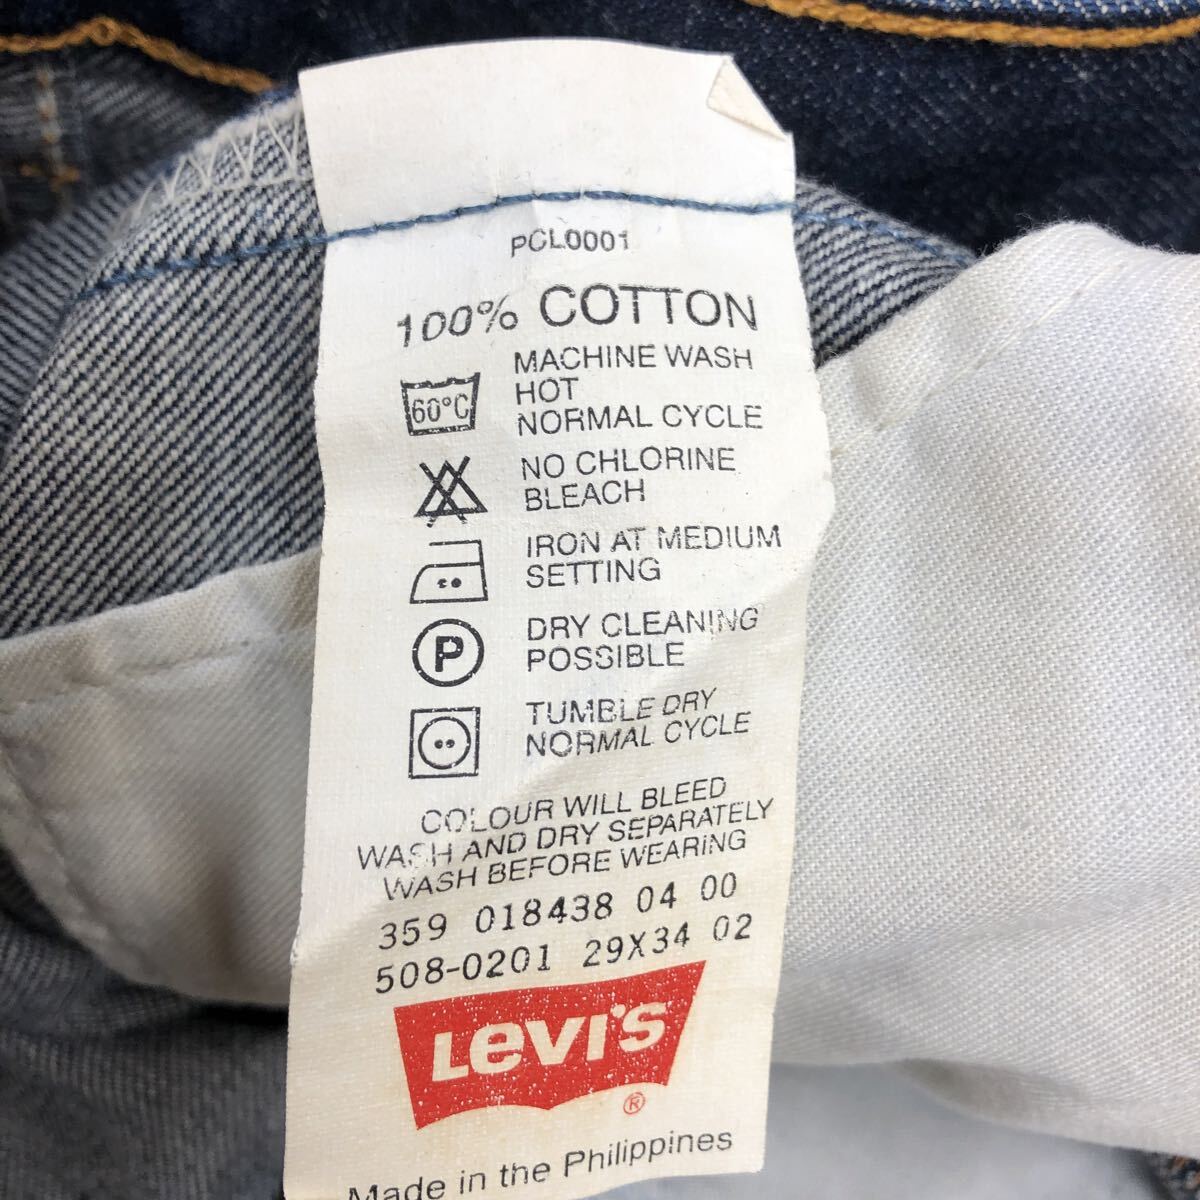 PCL0001
100% COTTON
60°C
MACHINE WASH
HOT
NORMAL CYCLE
NO CHLORINE
BLEACH
IRON AT MEDIUM
SETTING
P
DRY CLEANING
POSSIBLE
TUMBLE DRY
NORMAL CYCLE
COLOUR WILL BLEED
WASH AND DRY SEPARATELY
WASH BEFORE WEARING
359 018438 04 00
508-0201 29X34 02
LEVI'S
®
Made in the Philippines